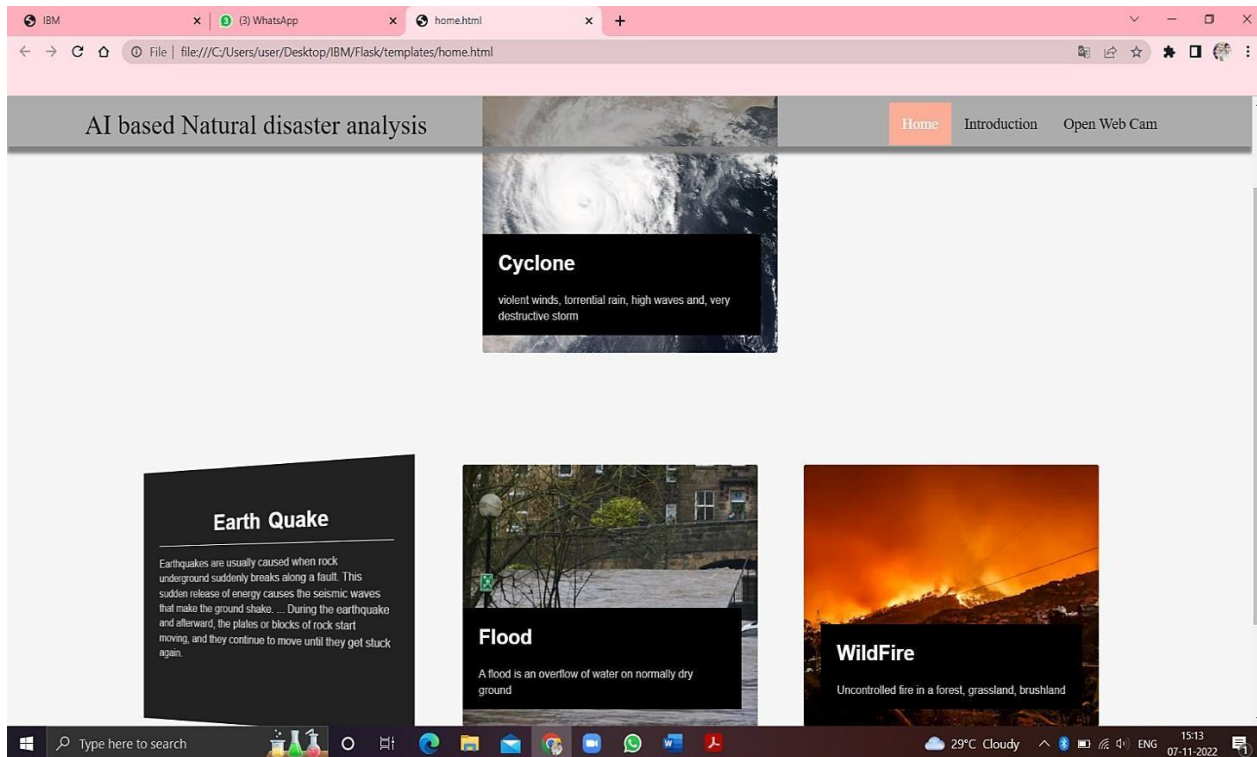 IBM
(3) WhatsApp
home.html
File | file:///C:/Users/user/Desktop/IBM/Flask/templates/home.html
AI based Natural disaster analysis
Home
Introduction
Open Web Cam
Cyclone
violent winds, torrential rain, high waves and, very
destructive storm
Earth Quake
Earthquakes are usually caused when rock
underground suddenly breaks along a fault. This
sudden release of energy causes the seismic waves
that make the ground shake. ... During the earthquake
and afterward, the plates or blocks of rock start
moving, and they continue to move until they get stuck
again.
Flood
A flood is an overflow of water on normally dry
ground
WildFire
Uncontrolled fire in a forest, grassland, brushland
Type here to search
29°C Cloudy
ENG
15:13
07-11-2022